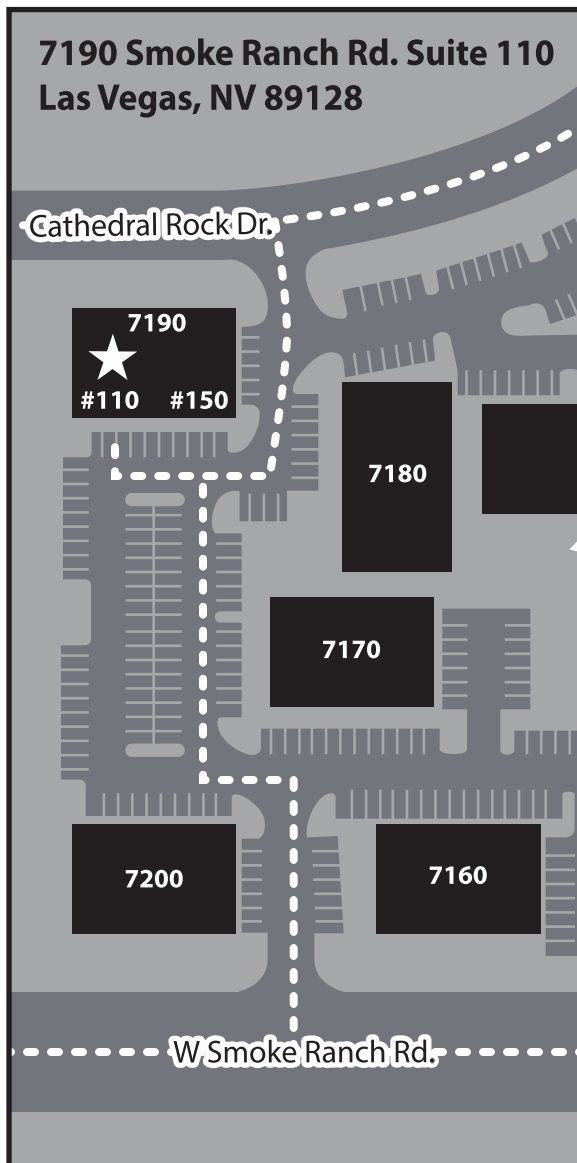 7190 Smoke Ranch Rd. Suite 110
Las Vegas, NV 89128
Cathedral Rock Dr.
7190
#110 #150
7180
7170
7200
7160
W Smoke Ranch Rd.